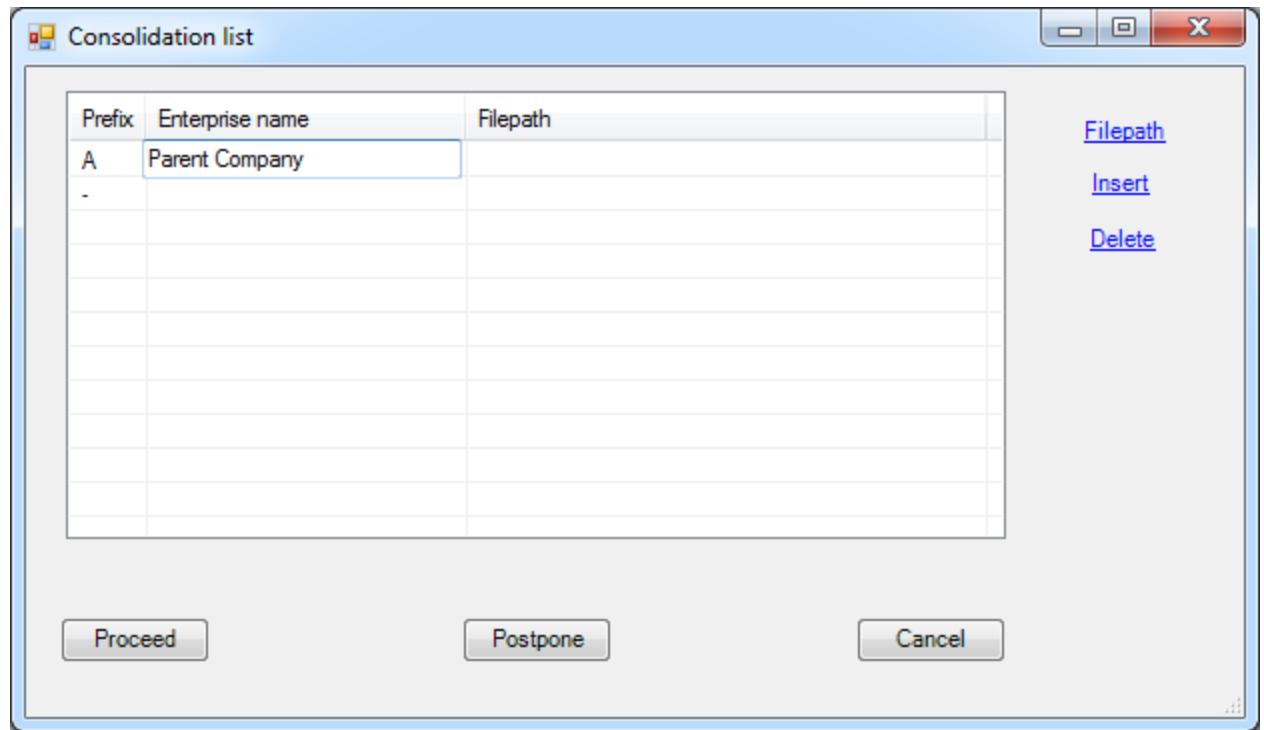 Consolidation list
Prefix Enterprise name Filepath
A Parent Company
-
Filepath
Insert
Delete
Proceed Postpone Cancel